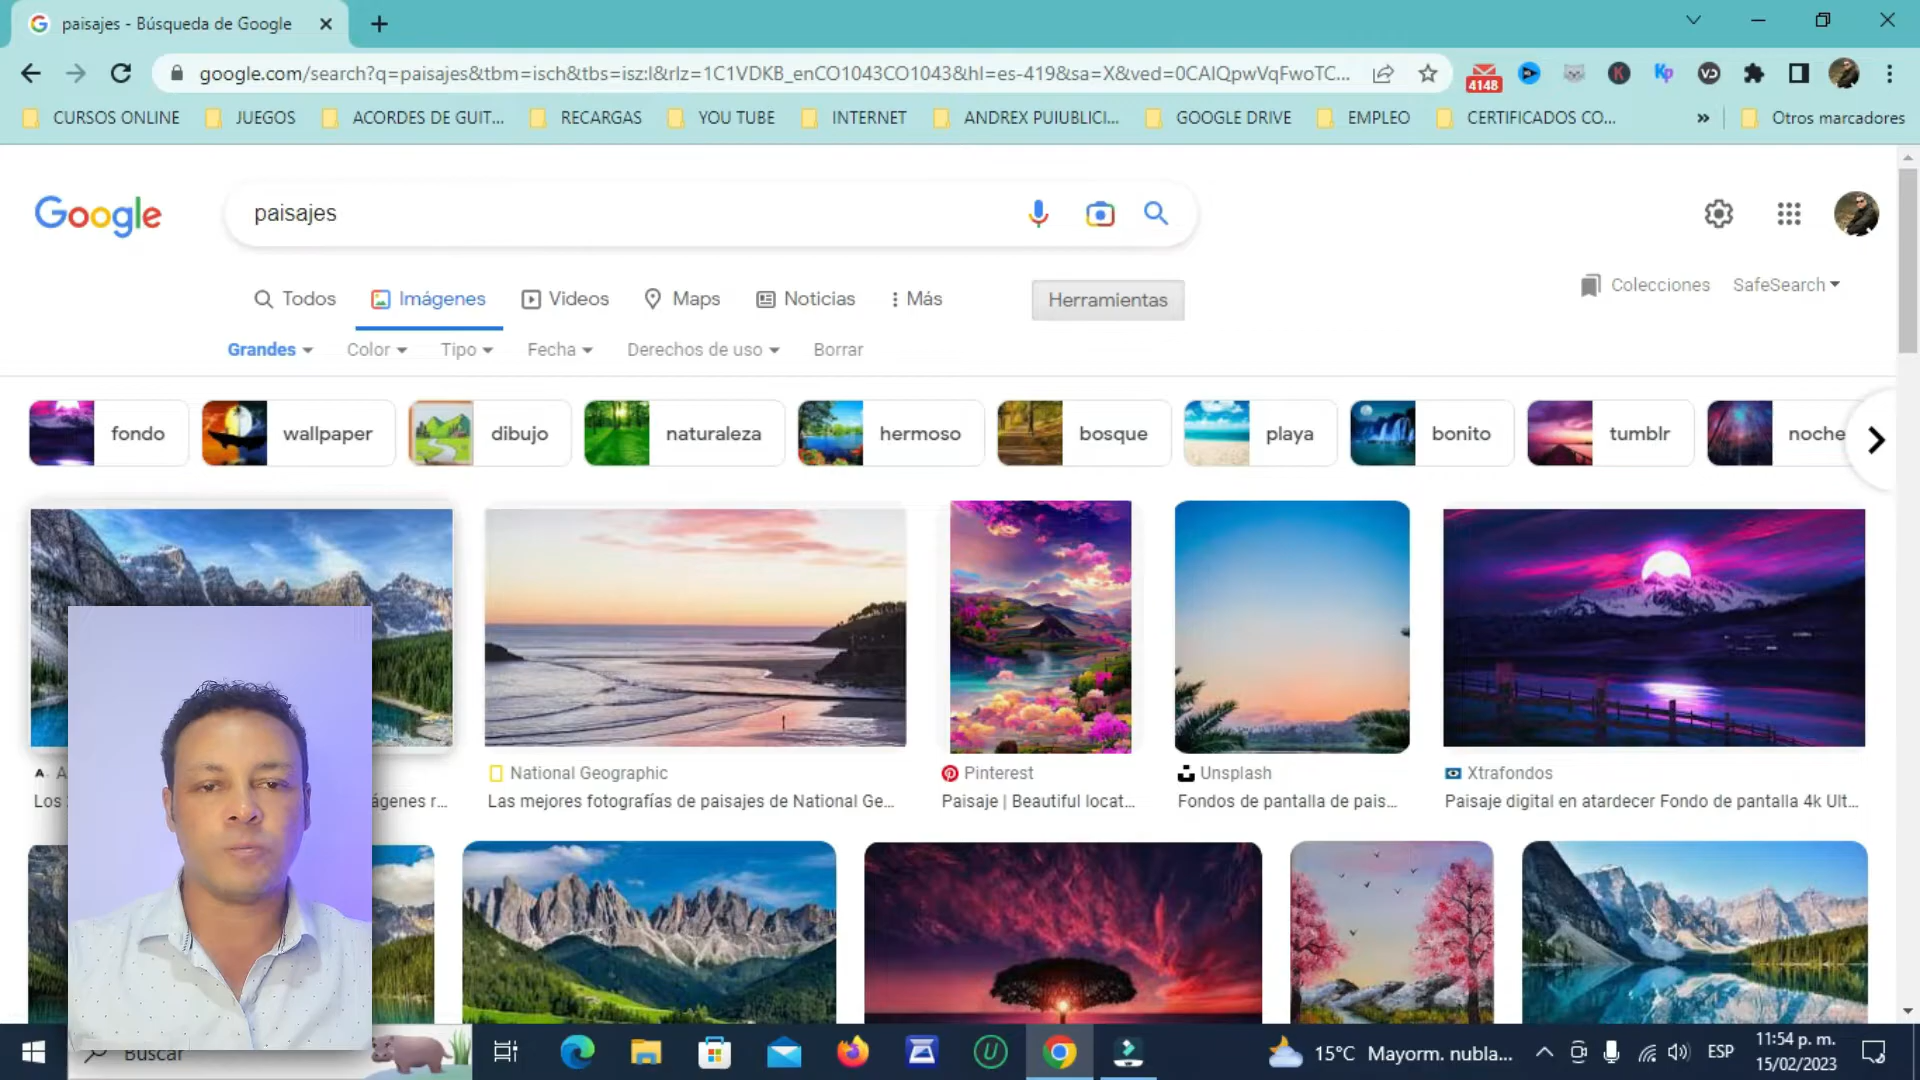 paisajes - Búsqueda de Google
google.com/search?q=paisajes&tbm=isch&tbs=isz:l&rlz=1C1VDKB_enCO1043CO1043&hl=es-419&sa=X&ved=0CAIQpwVqFwoTC...
4148
CURSOS ONLINE JUEGOS ACORDES DE GUIT... RECARGAS YOU TUBE INTERNET ANDREX PUIUBLICI... GOOGLE DRIVE EMPLEO CERTIFICADOS CO... » Otros marcadores
Google
paisajes
Todos Imágenes Videos Maps Noticias Más Herramientas
Colecciones SafeSearch
Grandes Color Tipo Fecha Derechos de uso Borrar
fondo wallpaper dibujo naturaleza hermoso bosque playa bonito tumblr noche
National Geographic Pinterest Unsplash Xtrafondos
Los ágenes r... Las mejores fotografías de paisajes de National Ge... Paisaje | Beautiful locat... Fondos de pantalla de pais... Paisaje digital en atardecer Fondo de pantalla 4k Ult...
Buscar
15°C Mayorm. nubla... ESP
11:54 p. m.
15/02/2023